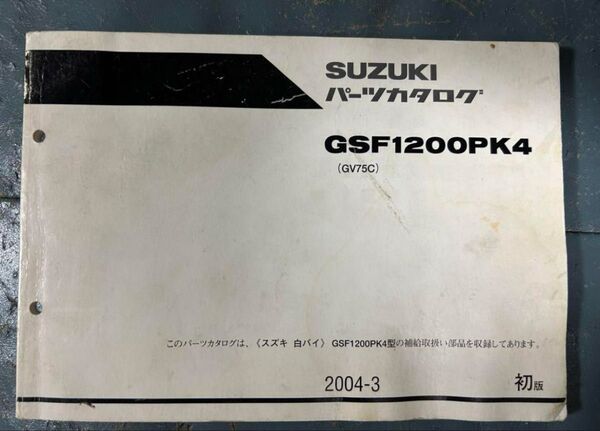 SUZUKI
パーツカタログ
GSF1200PK4
(GV75C)
このパーツカタログは、〈スズキ 白バイ〉 GSF1200PK4型の補給取扱い部品を収録してあります。
2004-3
初版